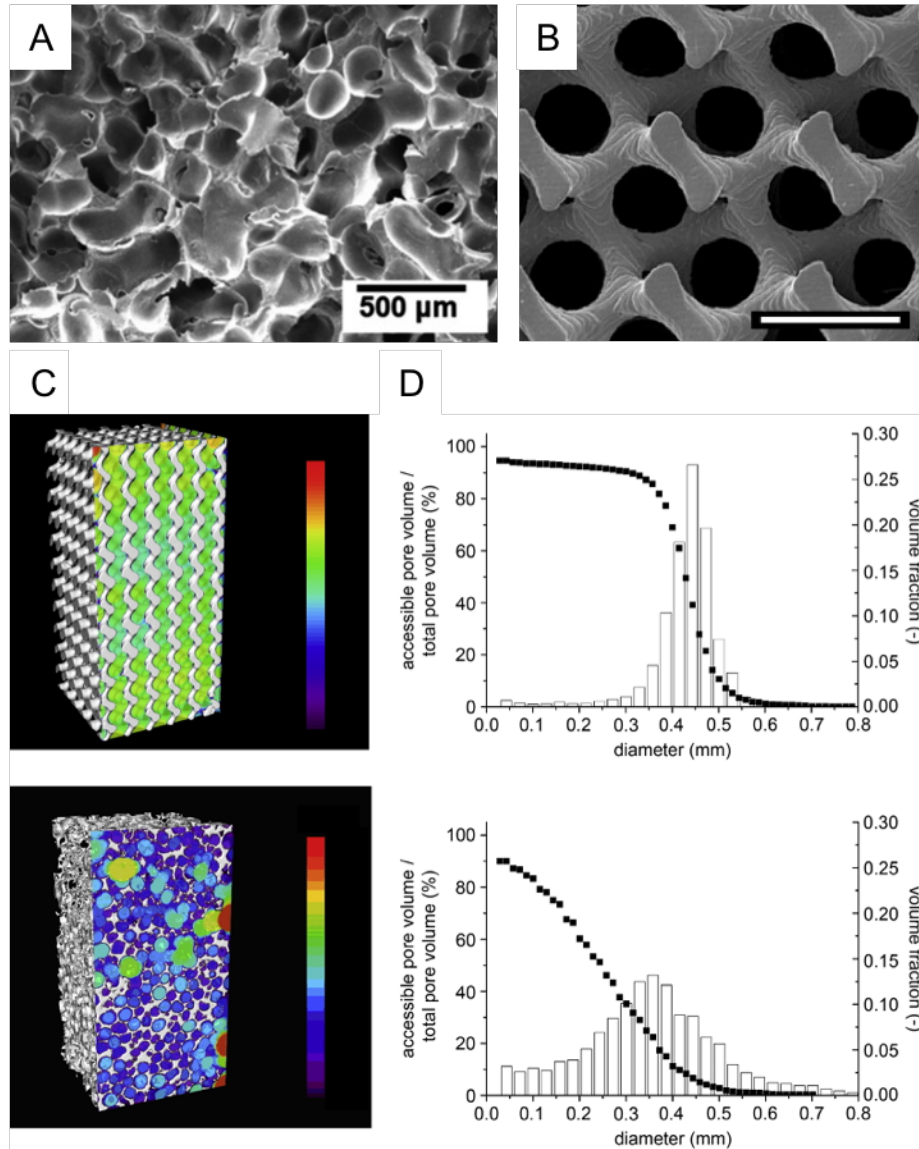 A
B
500 µm
C
D
accessible pore volume /
total pore volume (%)
100
80
60
40
20
0
0.30
0.25
0.20
0.15
0.10
0.05
0.00
volume fraction (-)
0.0 0.1 0.2 0.3 0.4 0.5 0.6 0.7 0.8
diameter (mm)
accessible pore volume /
total pore volume (%)
100
80
60
40
20
0
0.30
0.25
0.20
0.15
0.10
0.05
0.00
volume fraction (-)
0.0 0.1 0.2 0.3 0.4 0.5 0.6 0.7 0.8
diameter (mm)